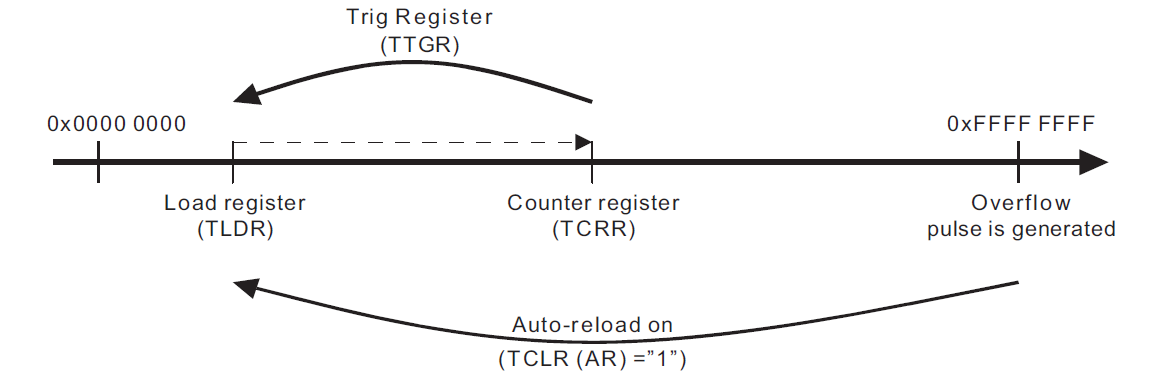 Trig Register
(TTGR)
0x0000 0000
0xFFFF FFFF
Load register
(TLDR)
Counter register
(TCRR)
Overflow
pulse is generated
Auto-reload on
(TCLR (AR) =”1”)